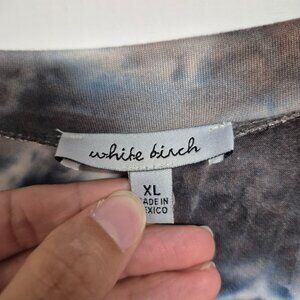 white birch
XL
MADE IN
MEXICO